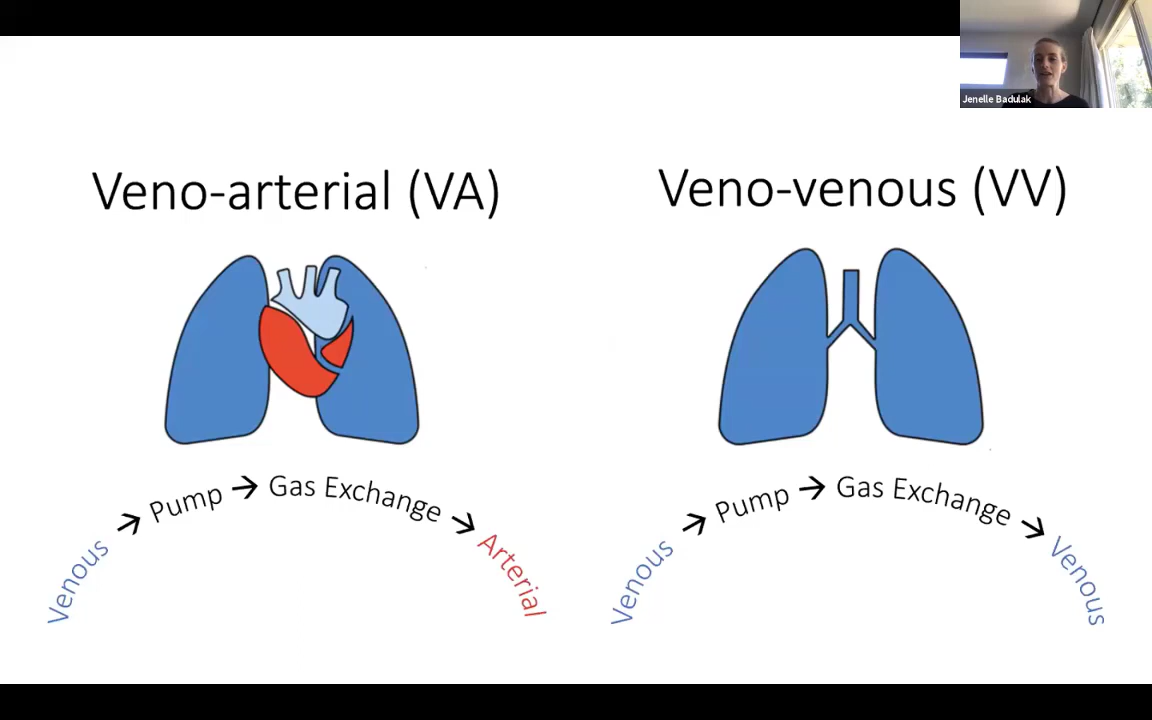 Jenelle Badulak
Veno-arterial (VA)
Venous → Pump → Gas Exchange → Arterial
Veno-venous (VV)
Venous → Pump → Gas Exchange → Venous